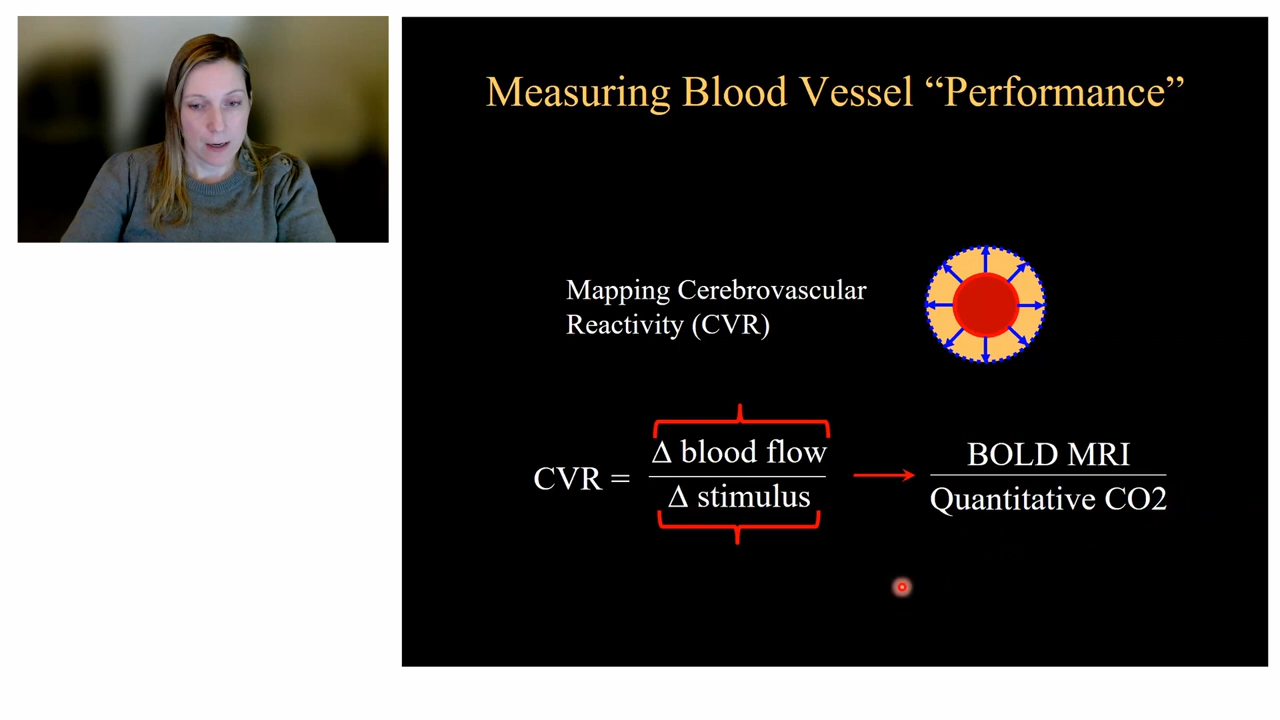 Measuring Blood Vessel “Performance”
Mapping Cerebrovascular
Reactivity (CVR)
CVR =
Δ blood flow
Δ stimulus
BOLD MRI
Quantitative CO2